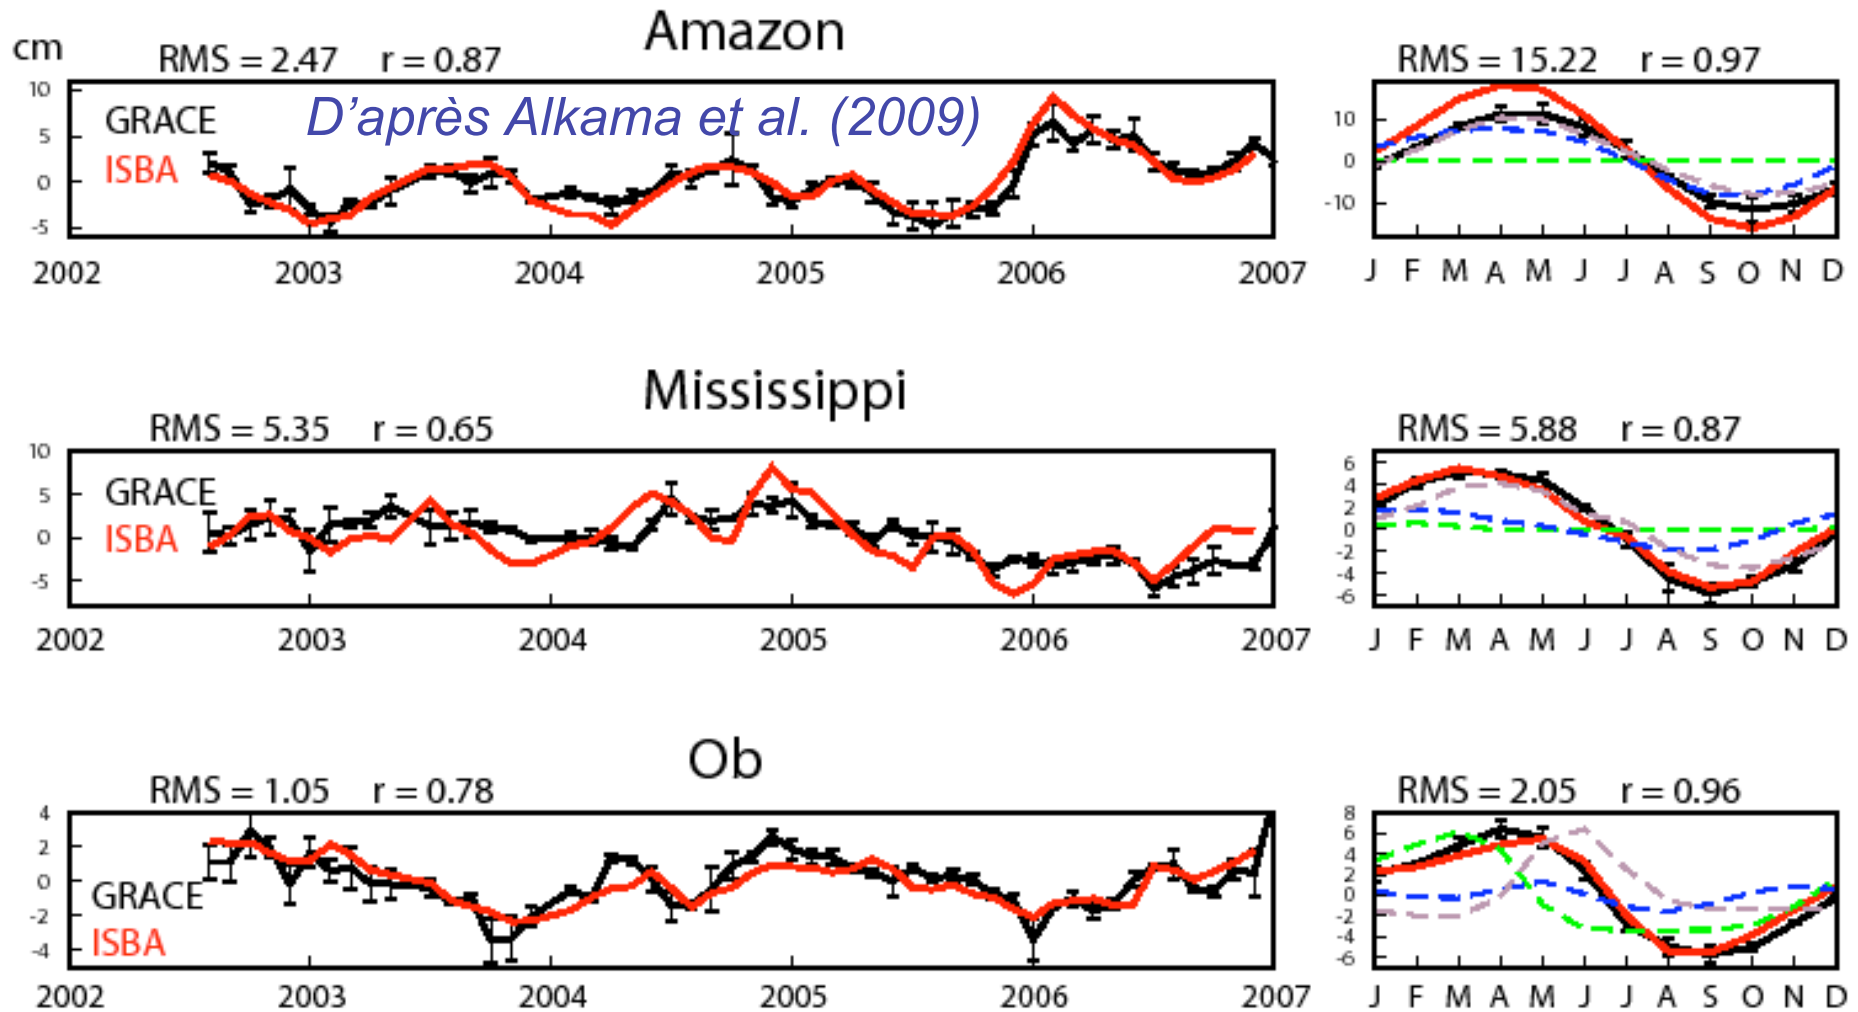 Amazon
cm
RMS = 2.47 r = 0.87
RMS = 15.22 r = 0.97
10
5
0
-5
GRACE
ISBA
D'après Alkama et al. (2009)
10
0
-10
2002 2003 2004 2005 2006 2007
J F M A M J J A S O N D
Mississippi
RMS = 5.35 r = 0.65
RMS = 5.88 r = 0.87
10
5
0
-5
GRACE
ISBA
6
4
2
0
-2
-4
-6
2002 2003 2004 2005 2006 2007
J F M A M J J A S O N D
Ob
RMS = 1.05 r = 0.78
RMS = 2.05 r = 0.96
4
2
0
-2
-4
GRACE
ISBA
8
6
4
2
0
-2
-4
-6
2002 2003 2004 2005 2006 2007
J F M A M J J A S O N D